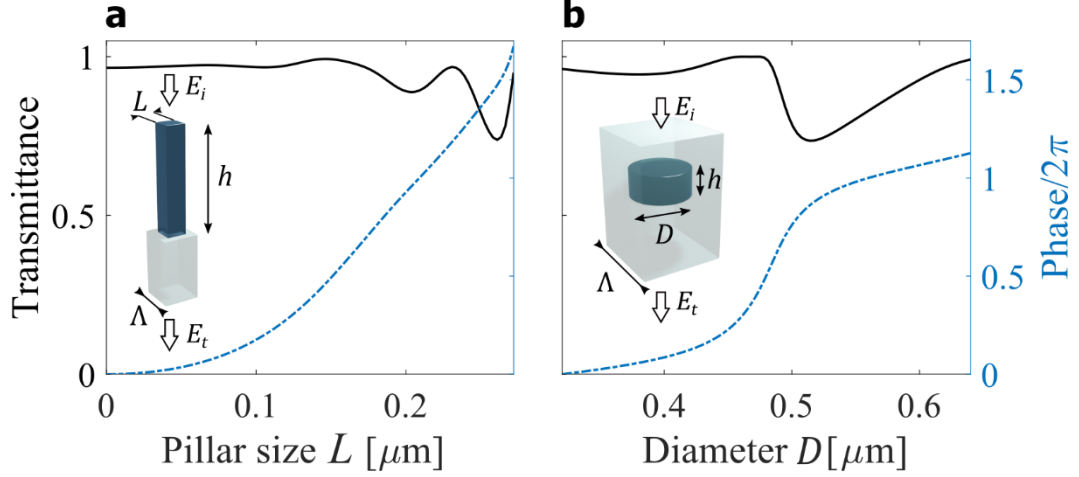 a
b
Transmittance
1
0.5
0
L
E_i
h
Λ
E_t
0
0.1
0.2
Pillar size L [μm]
E_i
h
D
Λ
E_t
0.4
0.5
0.6
Diameter D[μm]
1.5
1
0.5
0
Phase/2π